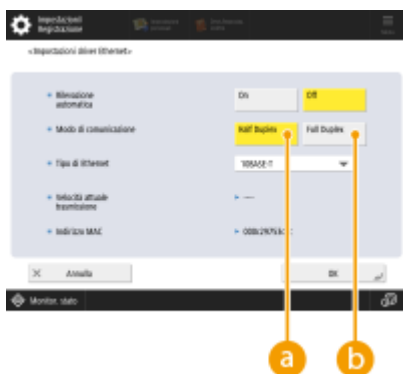 Impostazioni/
Registrazione
<Impostazioni driver Ethernet>
Rilevazione
automatica
On
Off
Modo di comunicazione
Half Duplex
Full Duplex
Tipo di Ethernet
10BASE-T
Velocità attuale
trasmissione
----
Indirizzo MAC
Annulla
OK
Monitor. stato
a
b